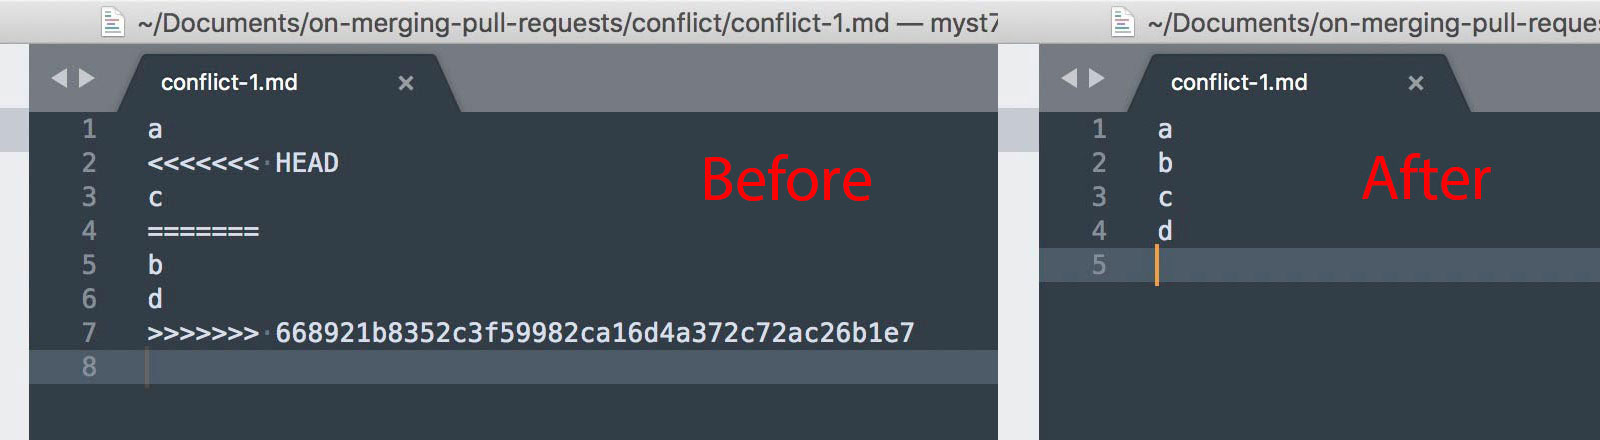 ~/Documents/on-merging-pull-requests/conflict/conflict-1.md — myst7
conflict-1.md ×
1 a
2 <<<<<<< HEAD
3 c
4 =======
5 b
6 d
7 >>>>>>> 668921b8352c3f59982ca16d4a372c72ac26b1e7
8
Before
~/Documents/on-merging-pull-reques
conflict-1.md ×
1 a
2 b
3 c
4 d
5
After